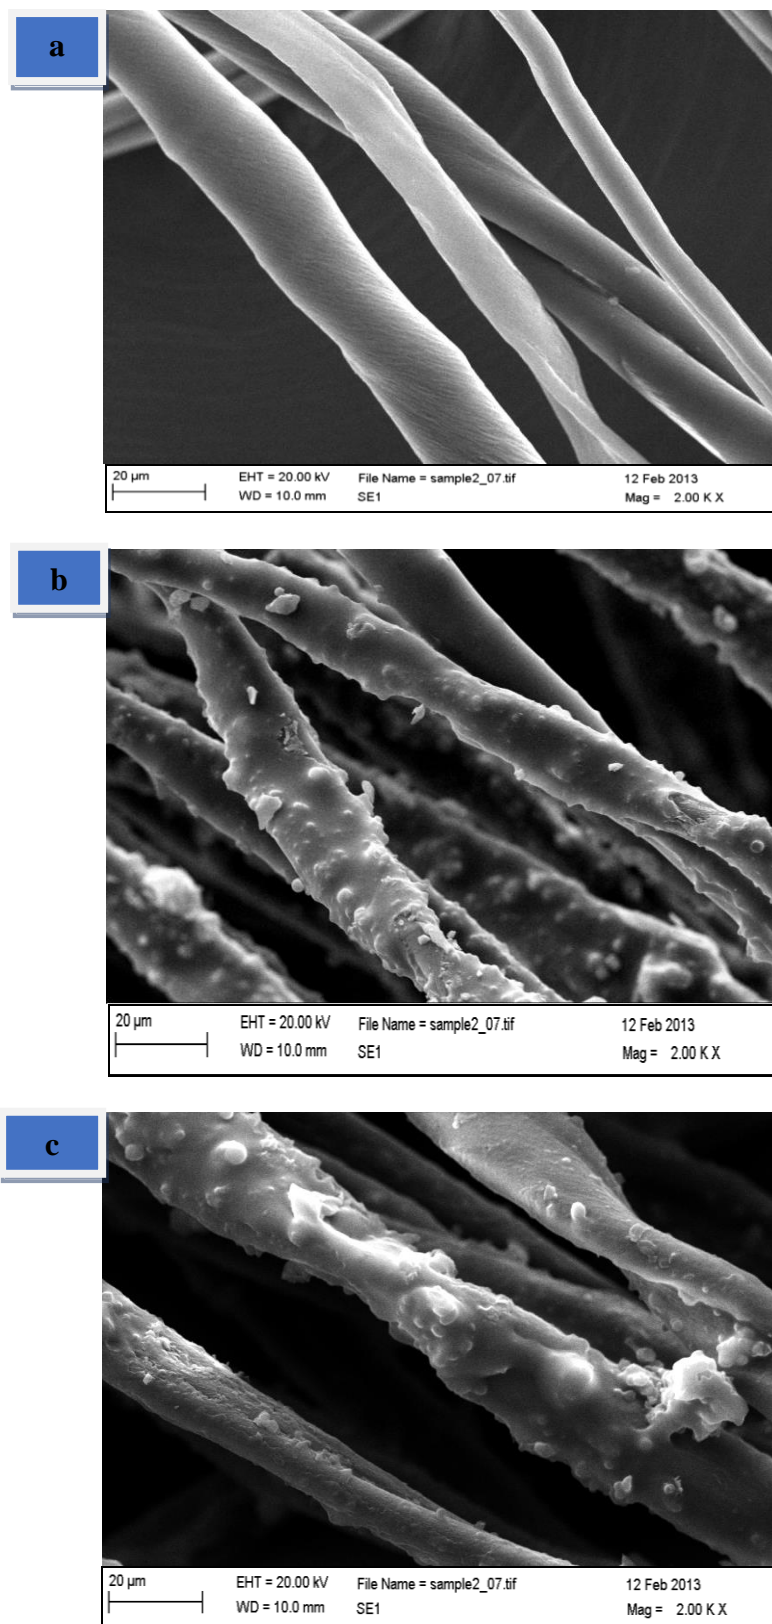 a
20 µm EHT = 20.00 kV File Name = sample2_07.tif 12 Feb 2013
WD = 10.0 mm SE1 Mag = 2.00 K X
b
20 µm EHT = 20.00 kV File Name = sample2_07.tif 12 Feb 2013
WD = 10.0 mm SE1 Mag = 2.00 K X
c
20 µm EHT = 20.00 kV File Name = sample2_07.tif 12 Feb 2013
WD = 10.0 mm SE1 Mag = 2.00 K X